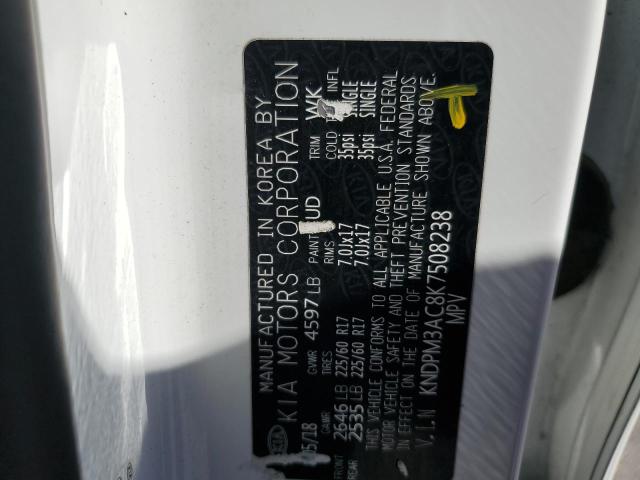 KIA MANUFACTURED IN KOREA BY
KIA MOTORS CORPORATION
05/18 GVWR 4597 LB PAINT UD TRIM WK
GAWR TIRES RIMS COLD INFL
FRONT 2646 LB 225/60 R17 7.0Jx17 35psi SINGLE
REAR 2535 LB 225/60 R17 7.0Jx17 35psi SINGLE
THIS VEHICLE CONFORMS TO ALL APPLICABLE U.S.A. FEDERAL
MOTOR VEHICLE SAFETY AND THEFT PREVENTION STANDARDS
IN EFFECT ON THE DATE OF MANUFACTURE SHOWN ABOVE.
V.I.N KNDPM3AC8K7508238
MPV